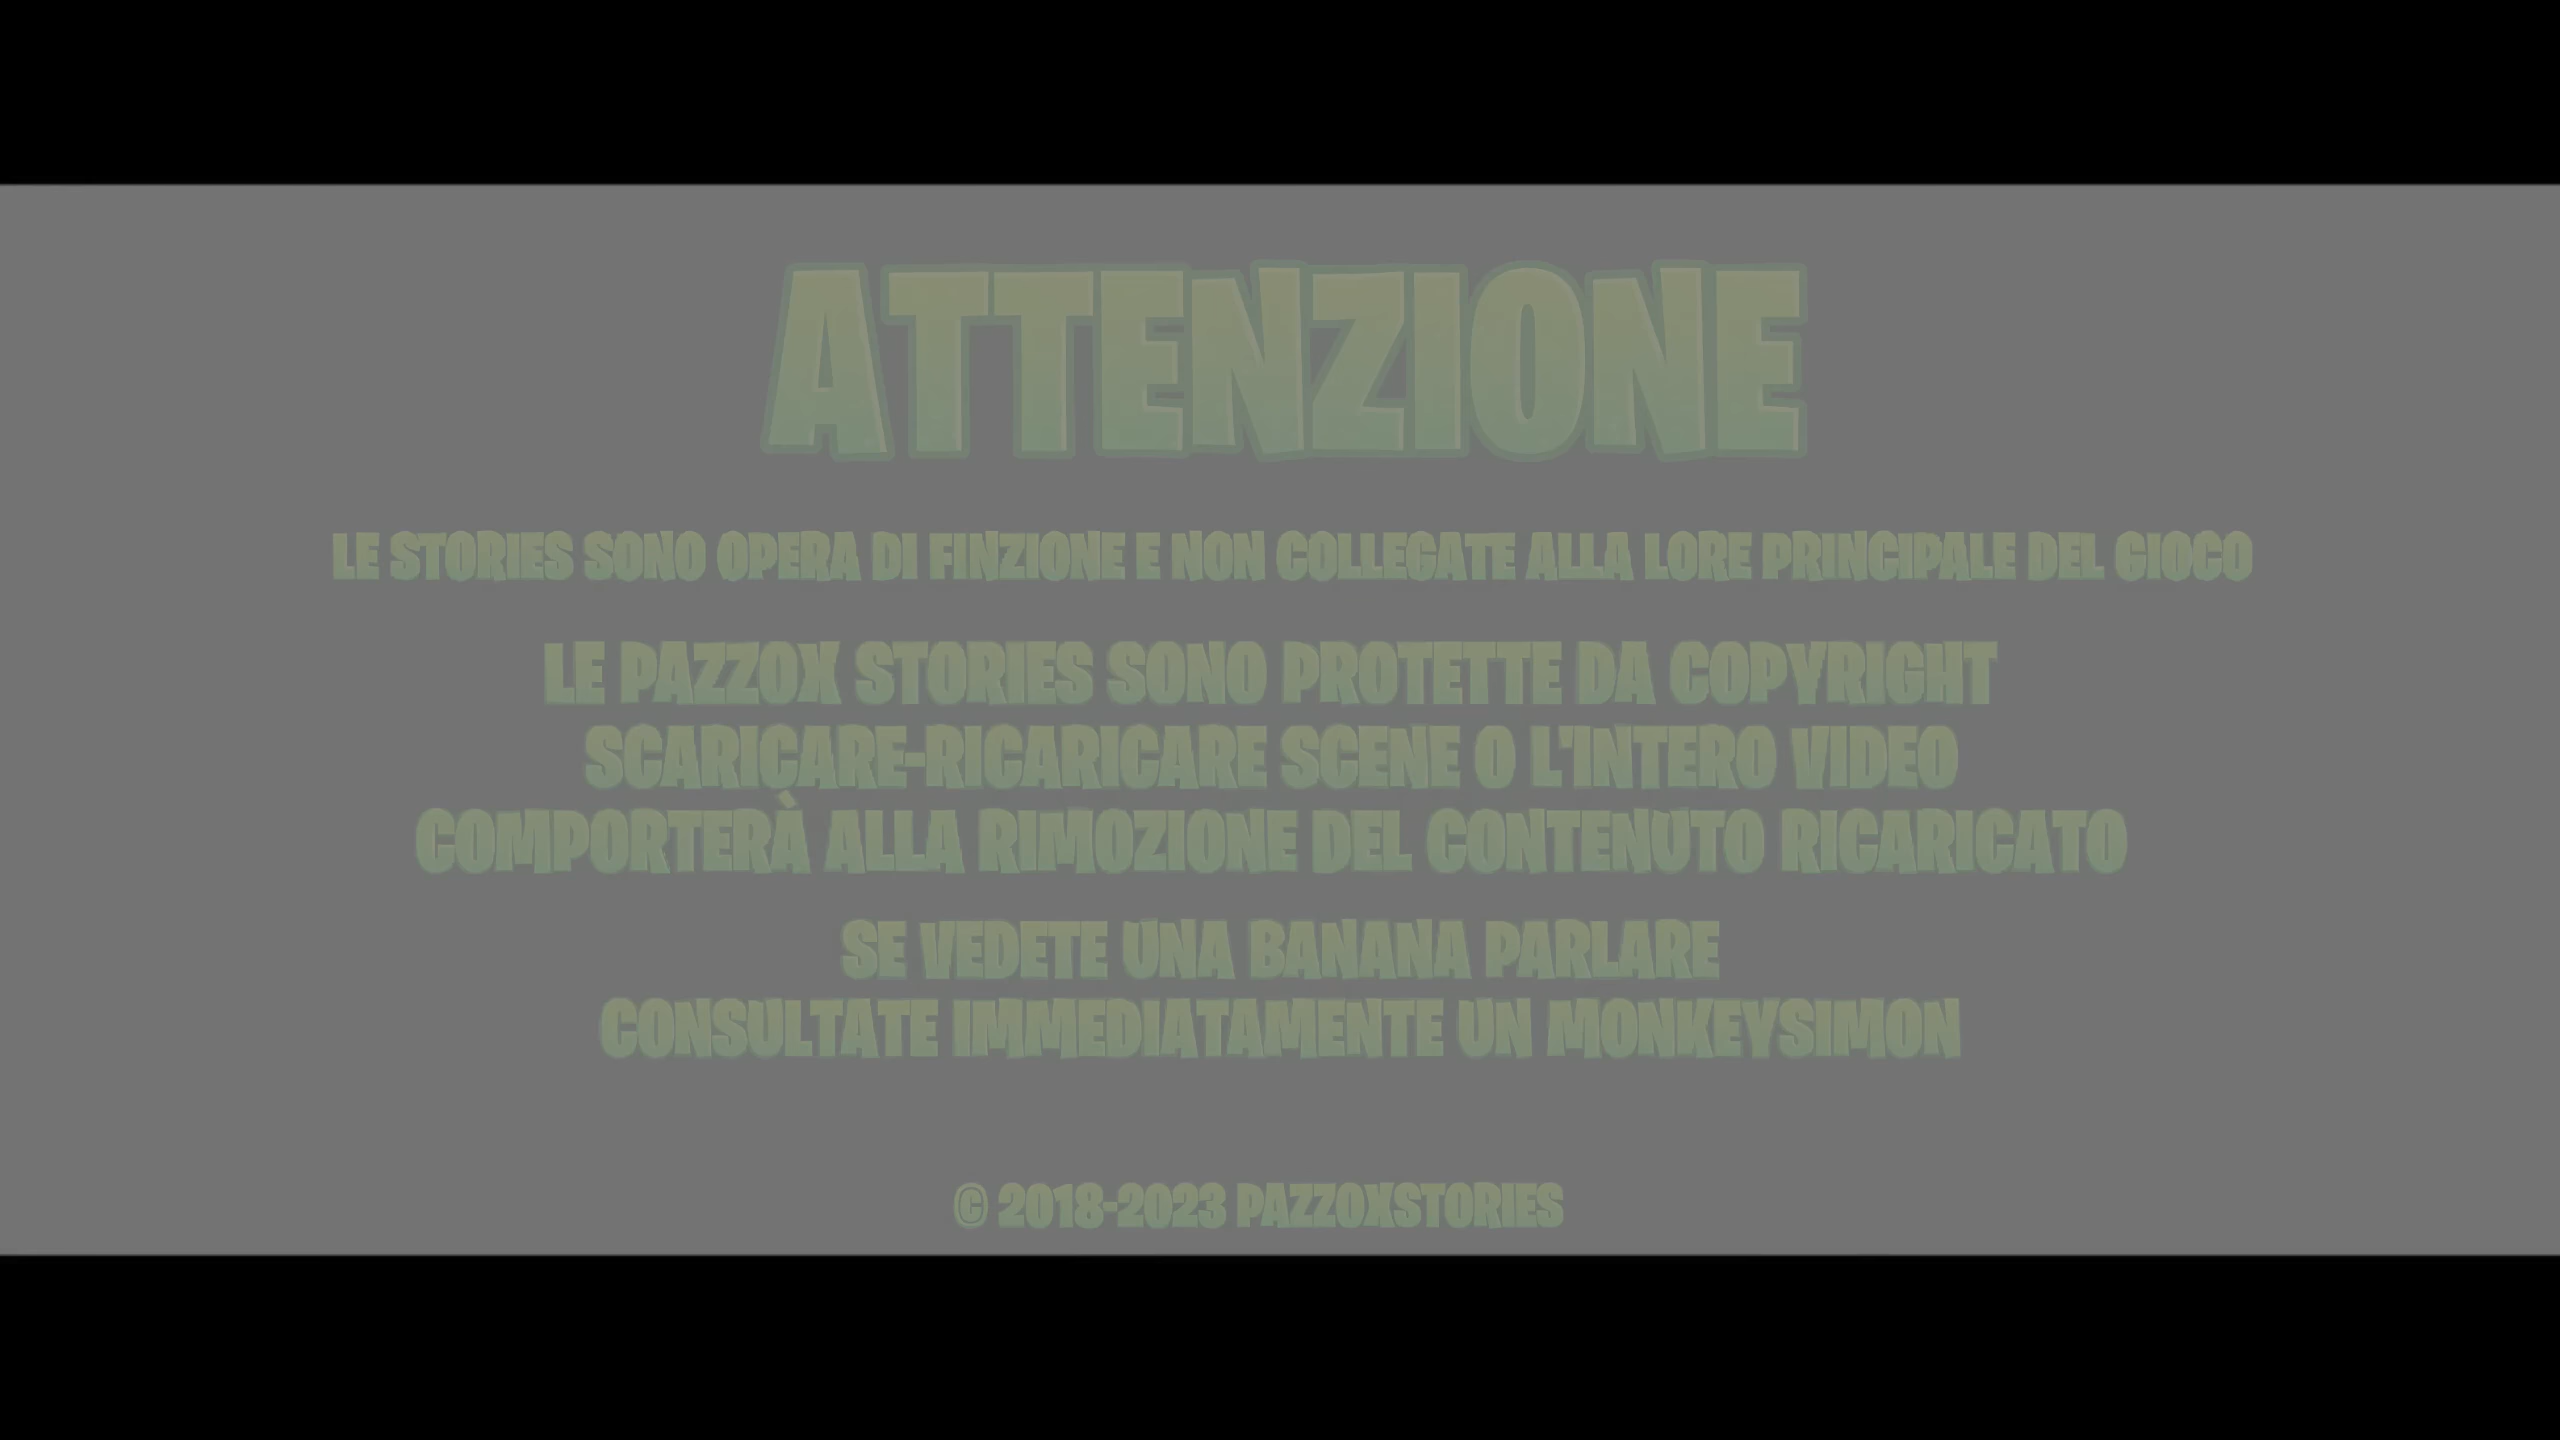 ATTENZIONE
LE STORIES SONO OPERA DI FINZIONE E NON COLLEGATE ALLA LORE PRINCIPALE DEL GIOCO
LE PAZZOX STORIES SONO PROTETTE DA COPYRIGHT
SCARICARE-RICARICARE SCENE O L'INTERO VIDEO
COMPORTERÀ ALLA RIMOZIONE DEL CONTENUTO RICARICATO
SE VEDETE UNA BANANA PARLARE
CONSULTATE IMMEDIATAMENTE UN MONKEYSIMON
© 2018-2023 PAZZOXSTORIES